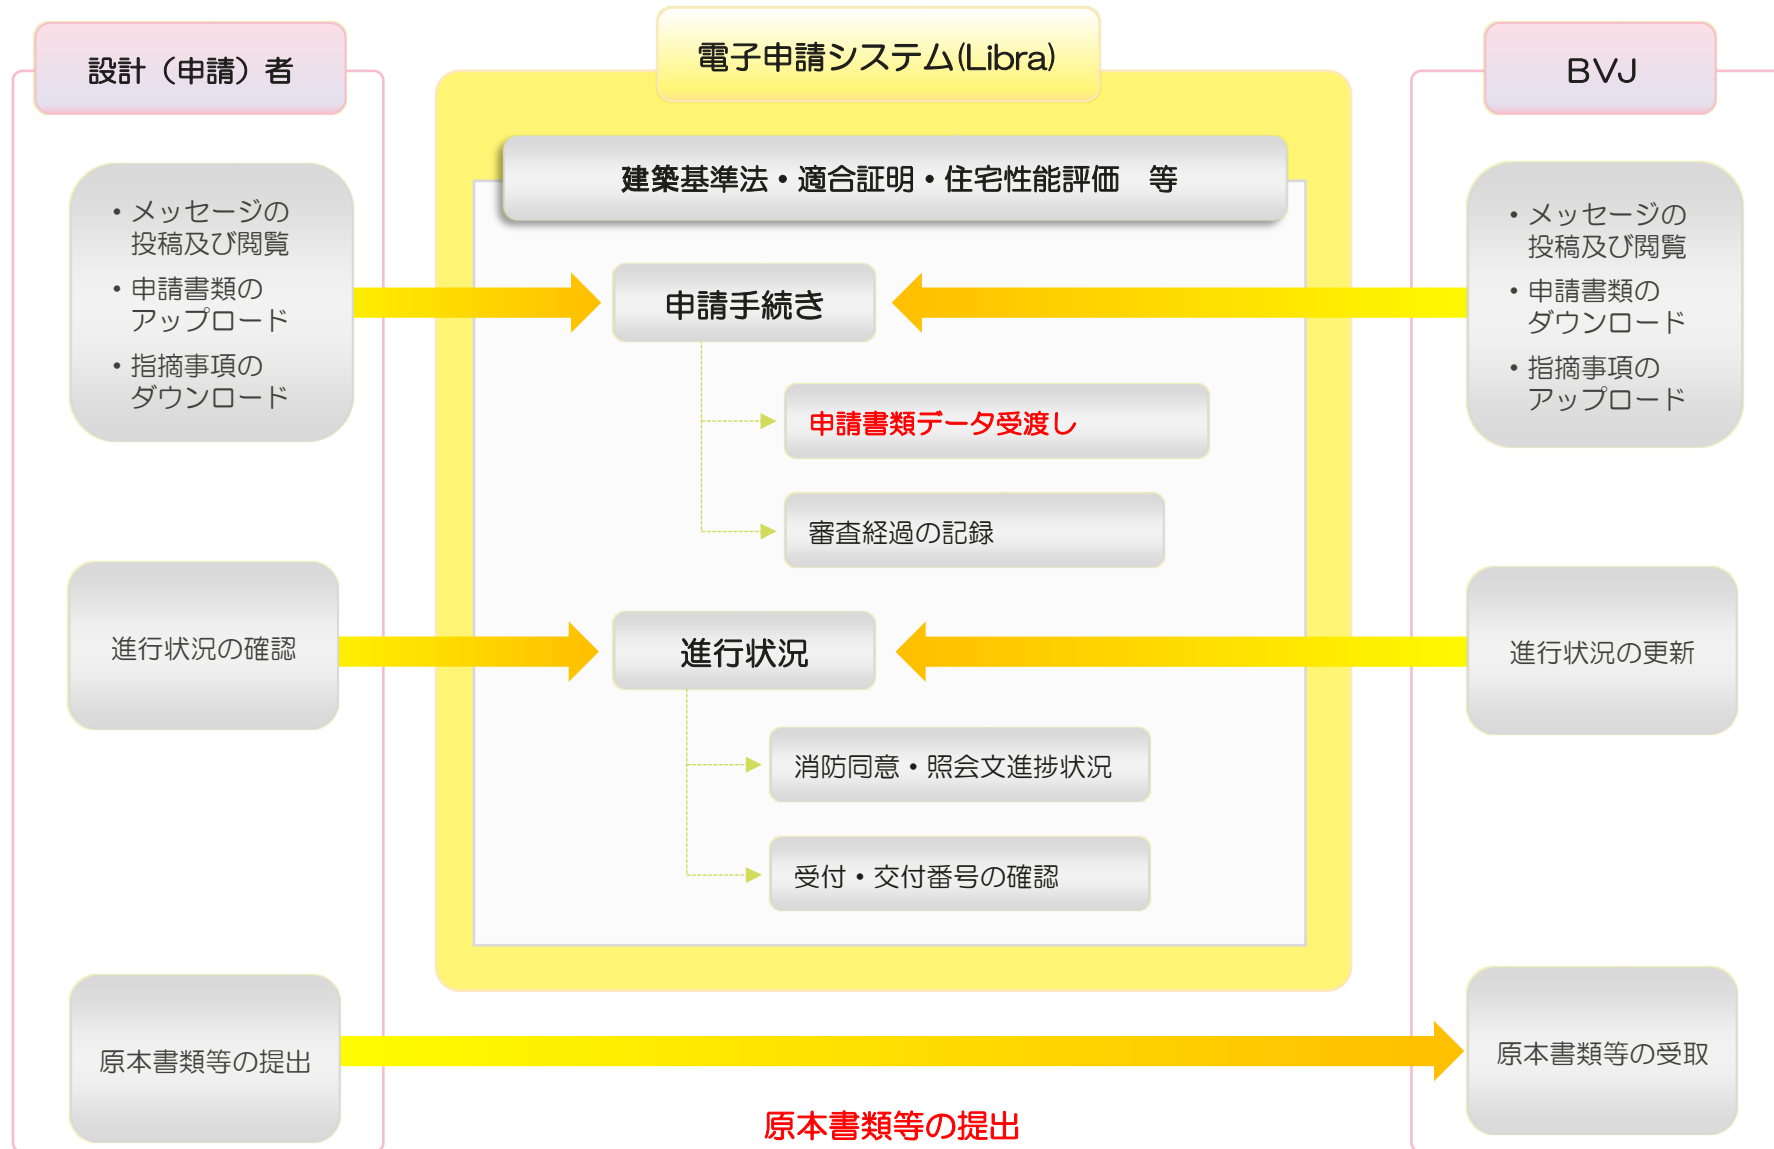 設計（申請）者
・メッセージの
投稿及び閲覧
・申請書類の
アップロード
・指摘事項の
ダウンロード
進行状況の確認
原本書類等の提出
電子申請システム(Libra)
建築基準法・適合証明・住宅性能評価　等
申請手続き
申請書類データ受渡し
審査経過の記録
進行状況
消防同意・照会文進捗状況
受付・交付番号の確認
原本書類等の提出
BVJ
・メッセージの
投稿及び閲覧
・申請書類の
ダウンロード
・指摘事項の
アップロード
進行状況の更新
原本書類等の受取